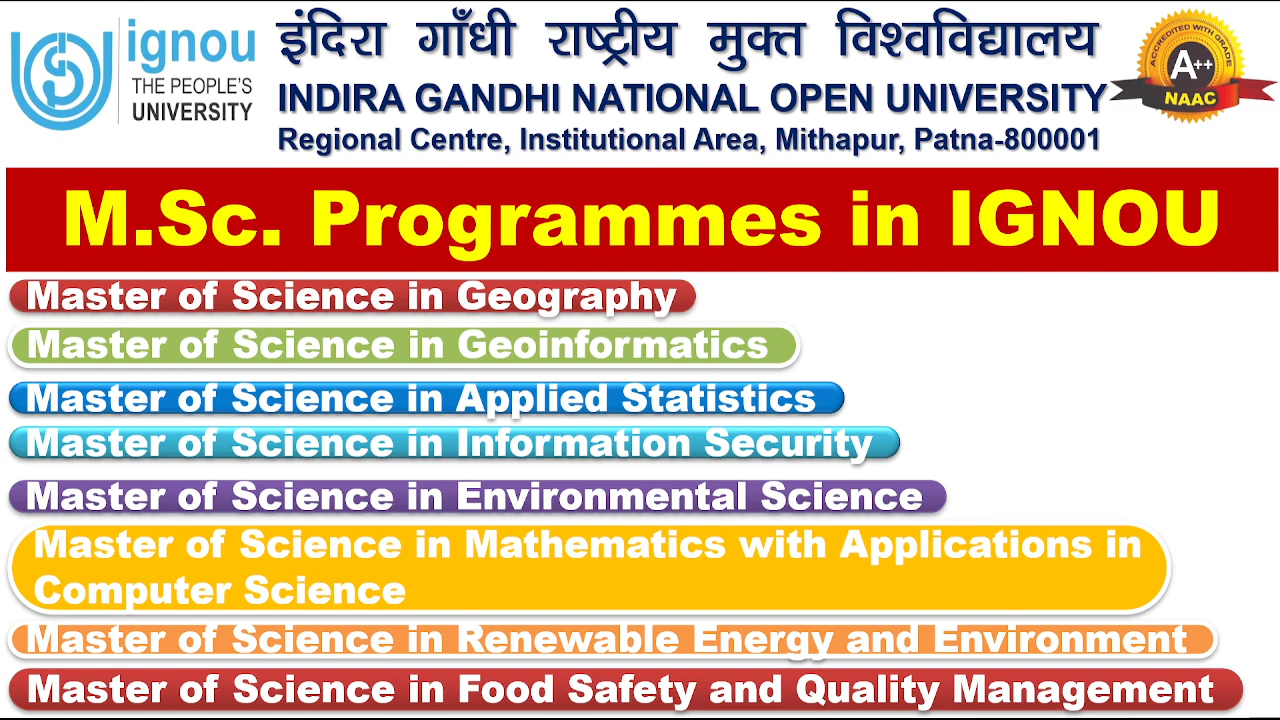 ignou
THE PEOPLE'S
UNIVERSITY
इंदिरा गाँधी राष्ट्रीय मुक्त विश्वविद्यालय
INDIRA GANDHI NATIONAL OPEN UNIVERSITY
Regional Centre, Institutional Area, Mithapur, Patna-800001
ACCREDITED WITH GRADE
A++
NAAC
M.Sc. Programmes in IGNOU
Master of Science in Geography
Master of Science in Geoinformatics
Master of Science in Applied Statistics
Master of Science in Information Security
Master of Science in Environmental Science
Master of Science in Mathematics with Applications in
Computer Science
Master of Science in Renewable Energy and Environment
Master of Science in Food Safety and Quality Management